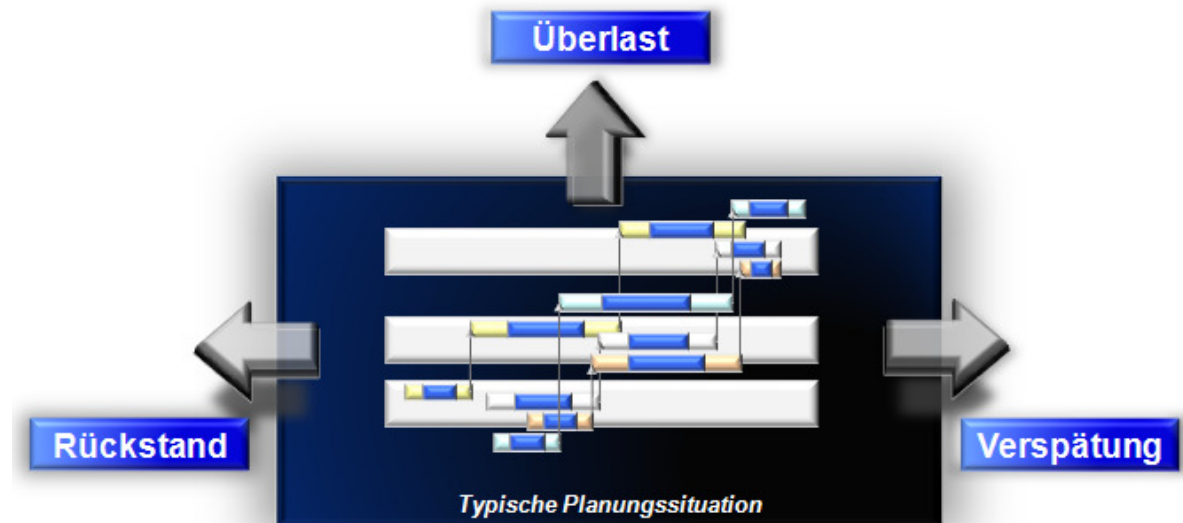 Überlast
Rückstand
Verspätung
Typische Planungssituation